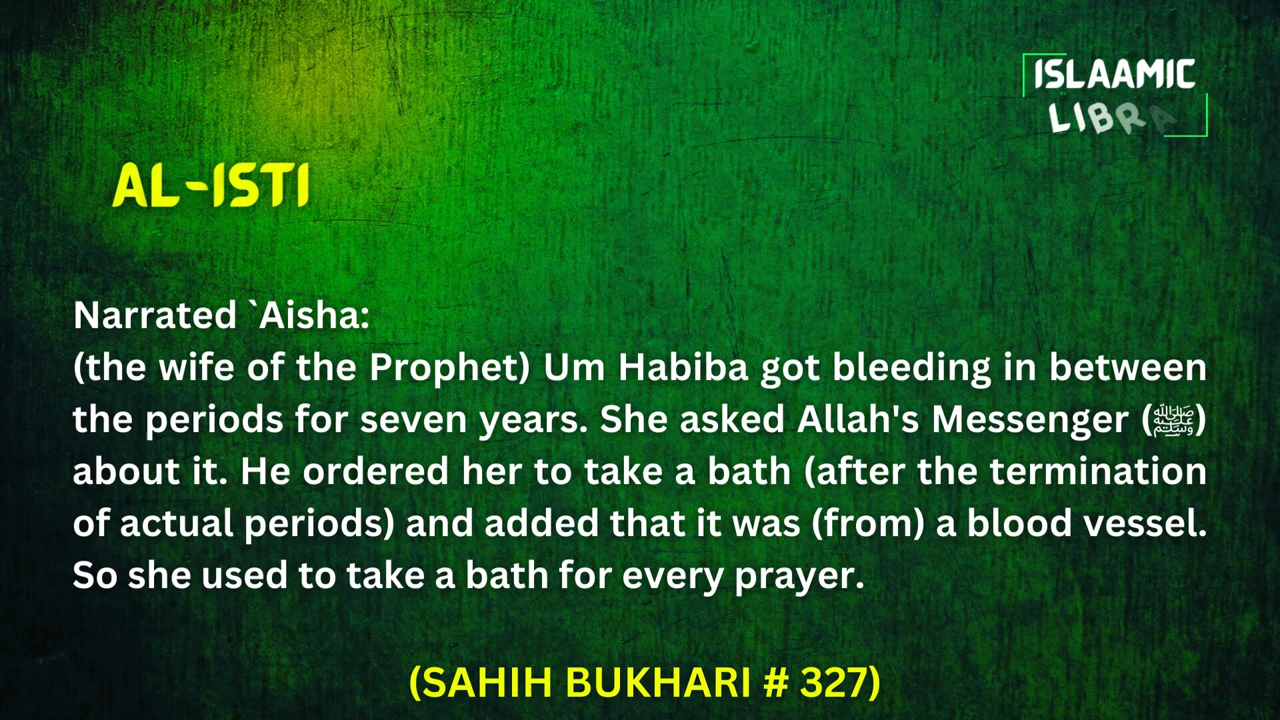 ISLAAMIC
LIBRA
AL-ISTI
Narrated `Aisha:
(the wife of the Prophet) Um Habiba got bleeding in between
the periods for seven years. She asked Allah's Messenger (ﷺ)
about it. He ordered her to take a bath (after the termination
of actual periods) and added that it was (from) a blood vessel.
So she used to take a bath for every prayer.
(SAHIH BUKHARI # 327)